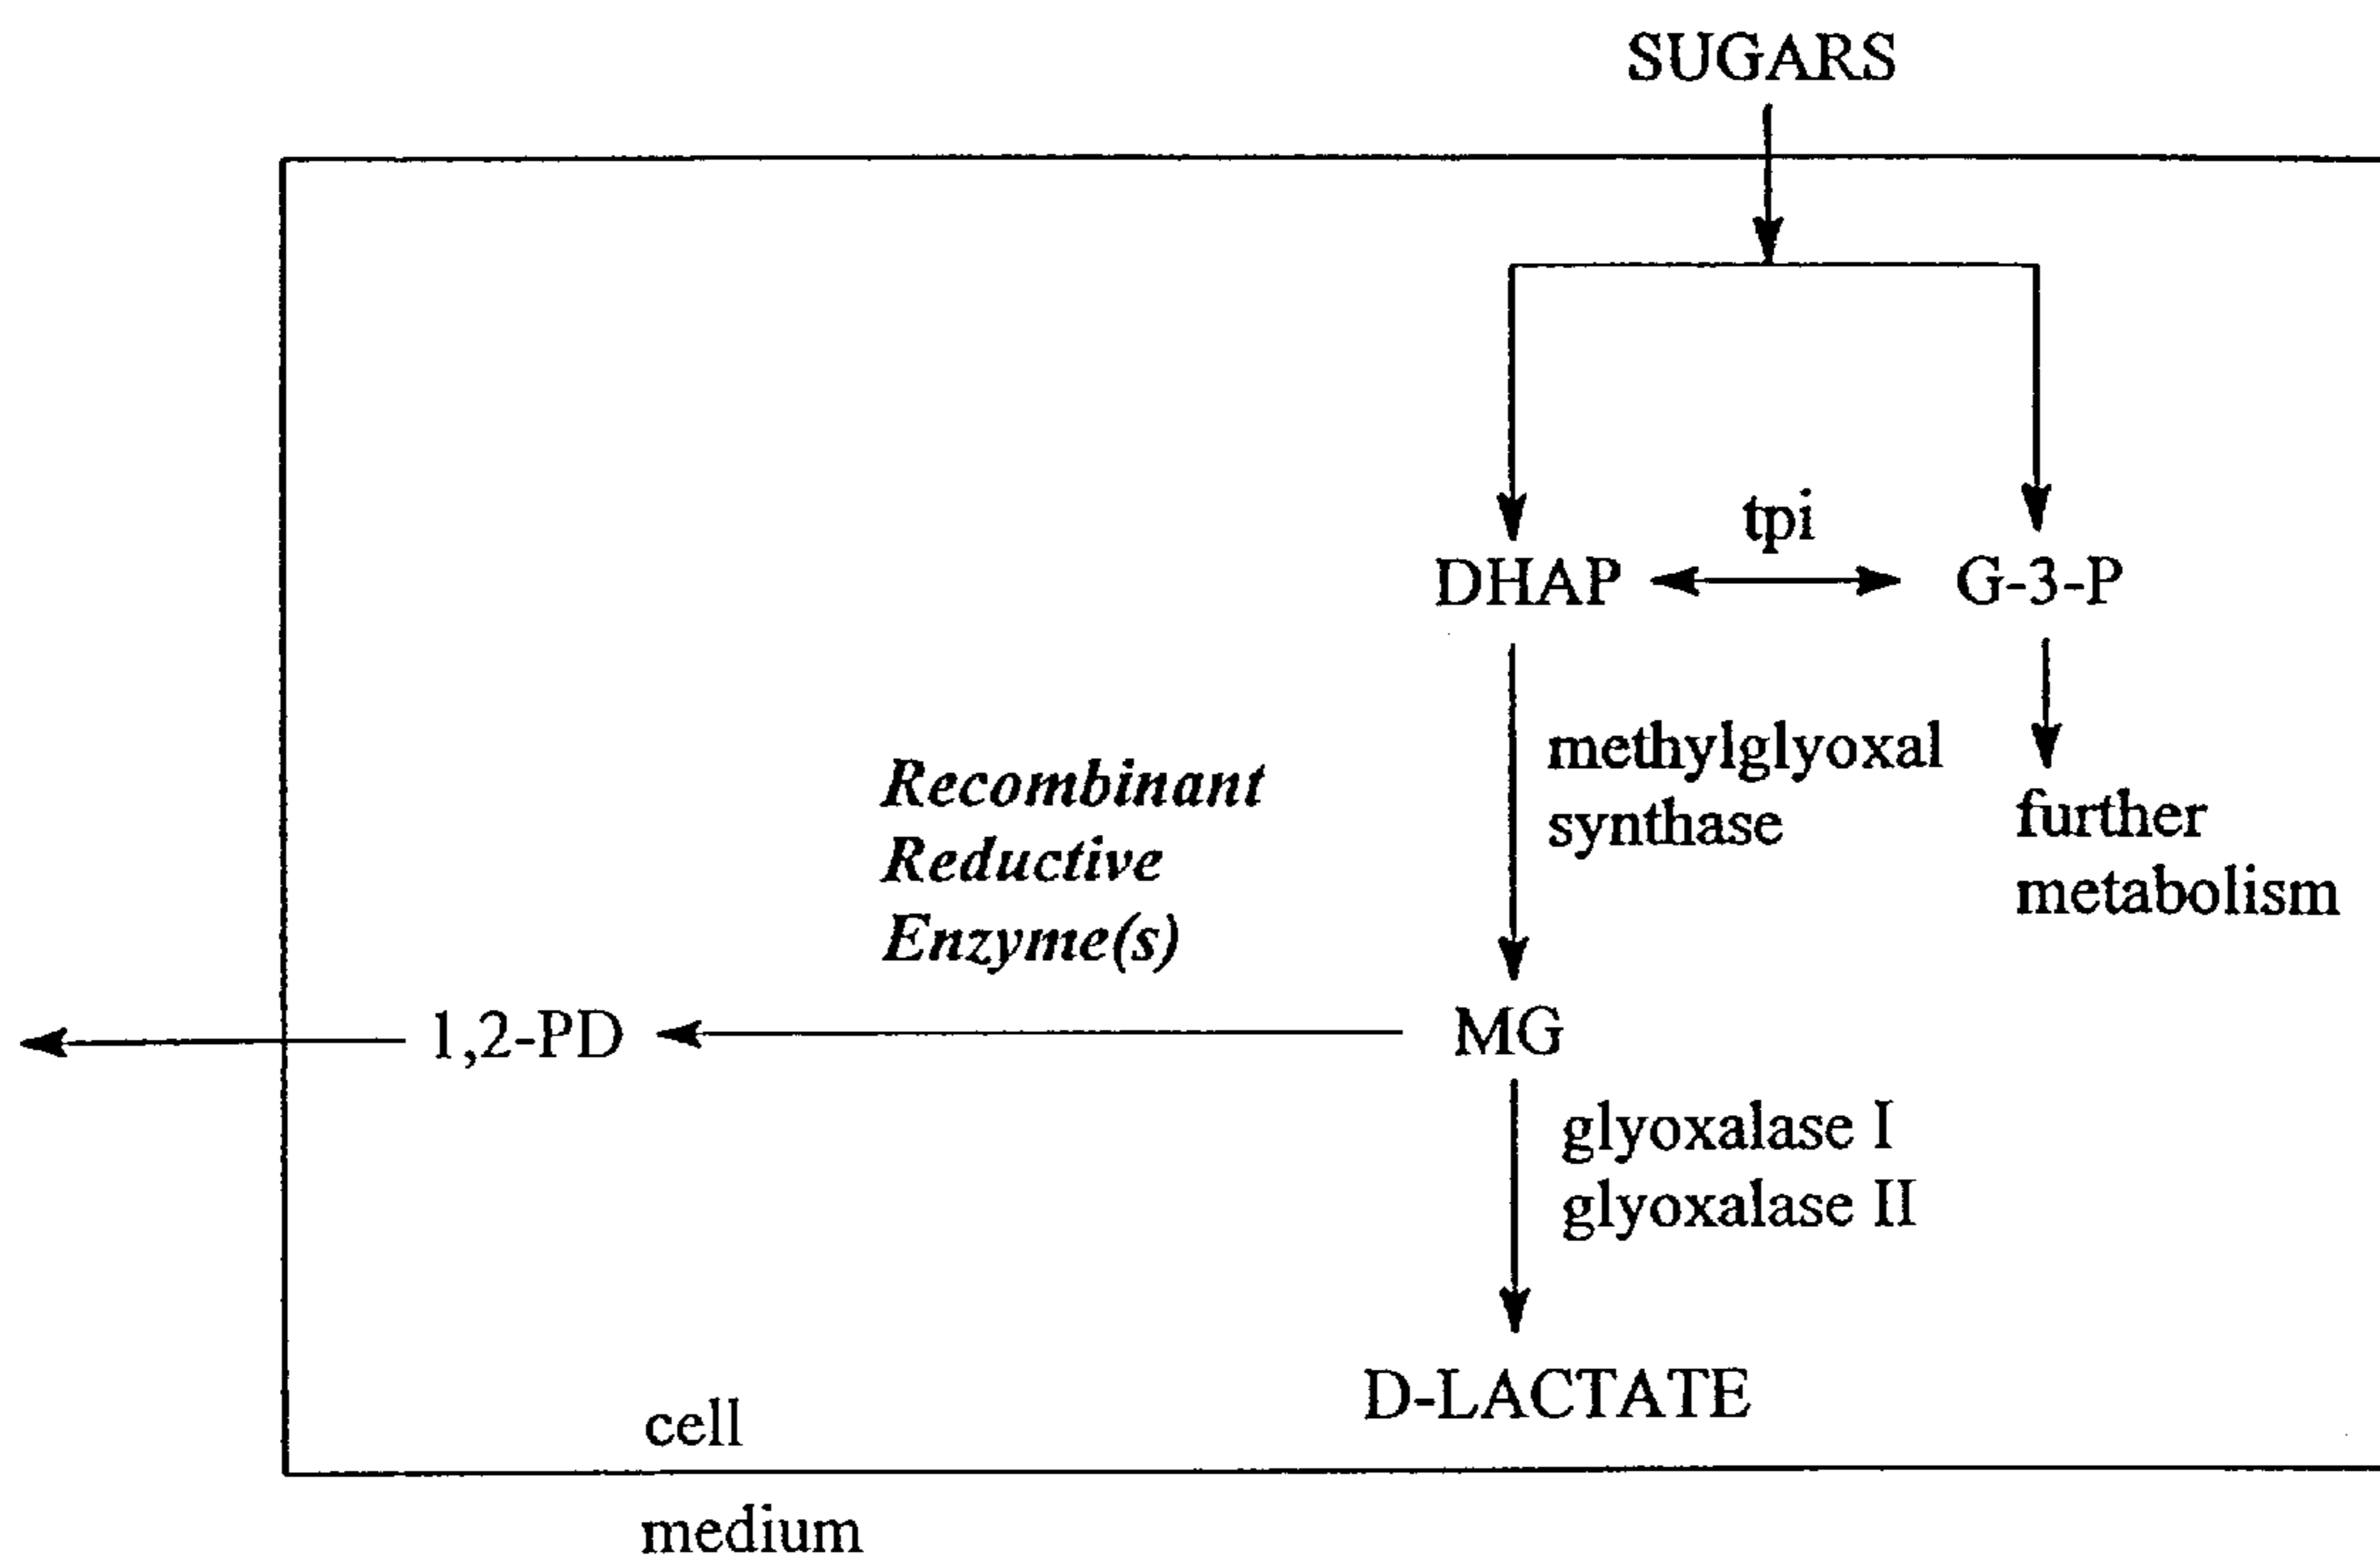 SUGARS
tpi
DHAP
G-3-P
methylglyoxal
synthase
further
metabolism
Recombinant
Reductive
Enzyme(s)
1,2-PD
MG
glyoxalase I
glyoxalase II
D-LACTATE
cell
medium